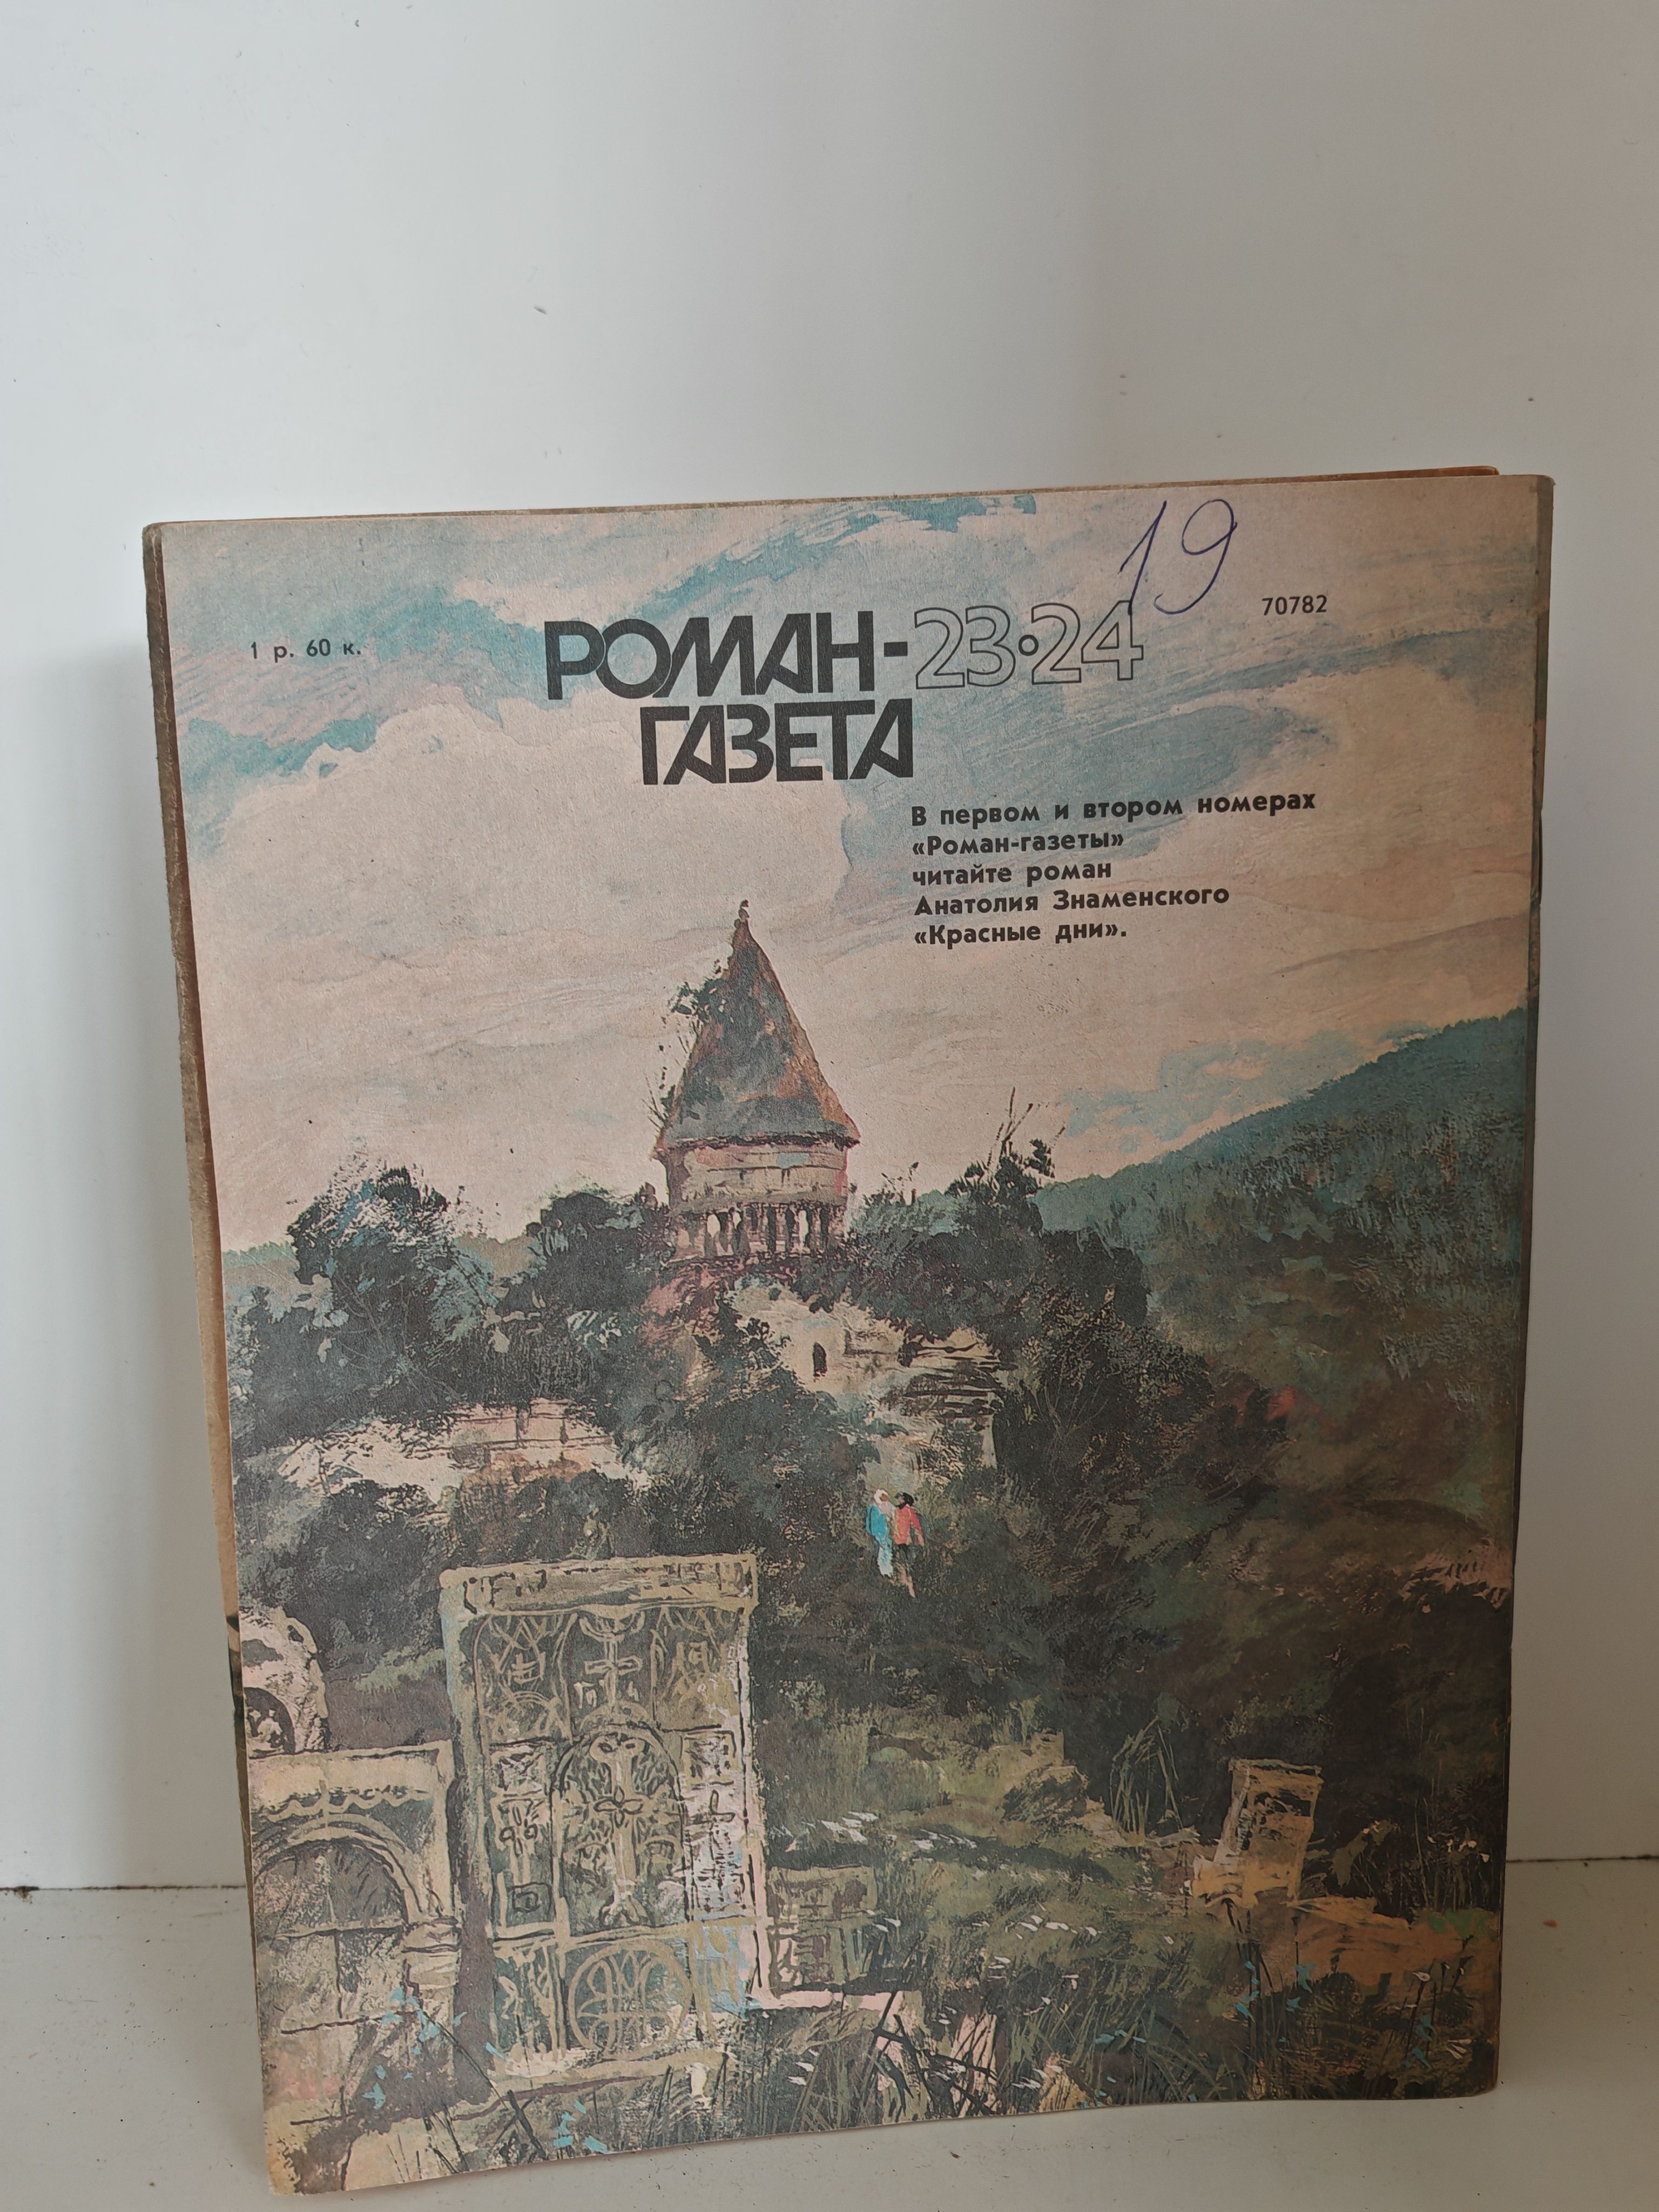 19
1 р. 60 к.
РОМАН-23•24
70782
ГАЗЕТА
В первом и втором номерах
«Роман-газеты»
читайте роман
Анатолия Знаменского
«Красные дни».